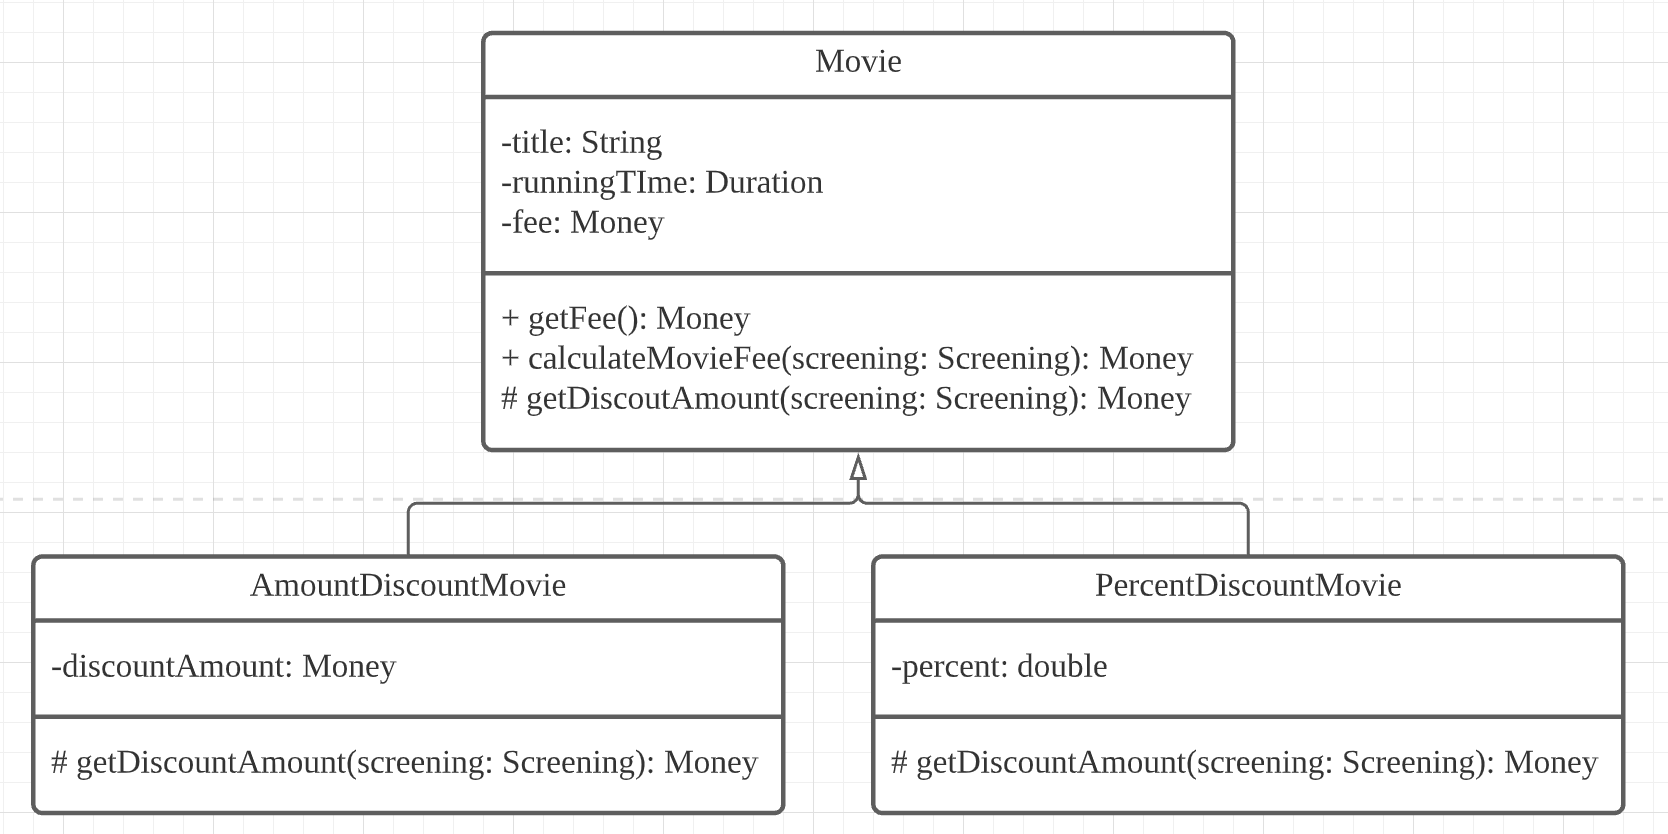 Movie
-title: String
-runningTIme: Duration
-fee: Money
+ getFee(): Money
+ calculateMovieFee(screening: Screening): Money
# getDiscoutAmount(screening: Screening): Money
AmountDiscountMovie
-discountAmount: Money
# getDiscountAmount(screening: Screening): Money
PercentDiscountMovie
-percent: double
# getDiscountAmount(screening: Screening): Money